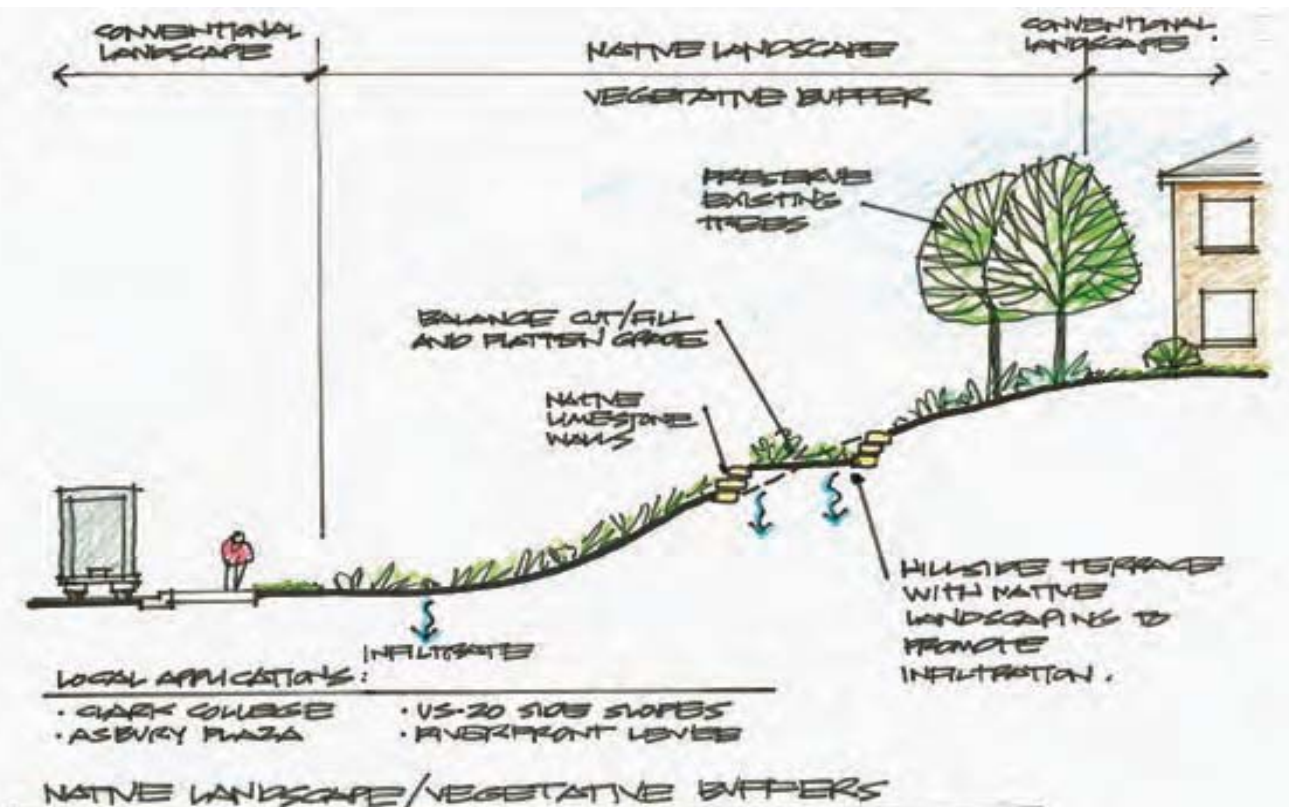 CONVENTIONAL
LANDSCAPE
NATIVE LANDSCAPE
VEGETATIVE BUFFER
CONVENTIONAL
LANDSCAPE.
PRESERVE
EXISTING
TREES
BALANCE CUT/FILL
AND FLATTEN GRADE
NATIVE
LIMESTONE
WALLS
HILLSIDE TERRACE
WITH NATIVE
LANDSCAPING TO
PROMOTE
INFILTRATION.
INFILTRATE
LOCAL APPLICATIONS:
• CLARK COLLEGE
• ASBURY PLAZA
• US-20 SIDE SLOPES
• RIVERFRONT LEVEE
NATIVE LANDSCAPE/VEGETATIVE BUFFERS